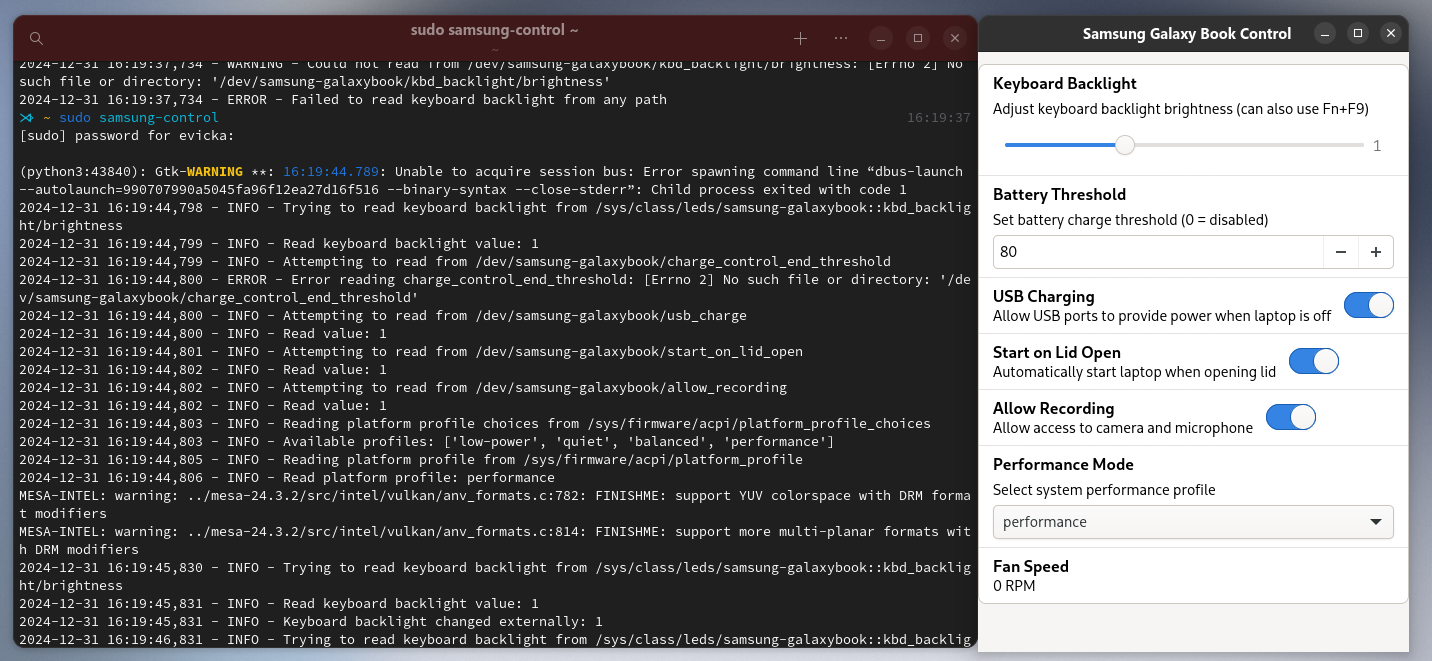 sudo samsung-control ~
~
2024-12-31 16:19:37,734 - WARNING - Could not read from /dev/samsung-galaxybook/kbd_backlight/brightness: [Errno 2] No
such file or directory: '/dev/samsung-galaxybook/kbd_backlight/brightness'
2024-12-31 16:19:37,734 - ERROR - Failed to read keyboard backlight from any path
~ sudo samsung-control 16:19:37
[sudo] password for evicka:
(python3:43840): Gtk-WARNING **: 16:19:44.789: Unable to acquire session bus: Error spawning command line “dbus-launch
--autolaunch=990707990a5045fa96f12ea27d16f516 --binary-syntax --close-stderr”: Child process exited with code 1
2024-12-31 16:19:44,798 - INFO - Trying to read keyboard backlight from /sys/class/leds/samsung-galaxybook::kbd_backlig
ht/brightness
2024-12-31 16:19:44,799 - INFO - Read keyboard backlight value: 1
2024-12-31 16:19:44,799 - INFO - Attempting to read from /dev/samsung-galaxybook/charge_control_end_threshold
2024-12-31 16:19:44,800 - ERROR - Error reading charge_control_end_threshold: [Errno 2] No such file or directory: '/de
v/samsung-galaxybook/charge_control_end_threshold'
2024-12-31 16:19:44,800 - INFO - Attempting to read from /dev/samsung-galaxybook/usb_charge
2024-12-31 16:19:44,800 - INFO - Read value: 1
2024-12-31 16:19:44,801 - INFO - Attempting to read from /dev/samsung-galaxybook/start_on_lid_open
2024-12-31 16:19:44,802 - INFO - Read value: 1
2024-12-31 16:19:44,802 - INFO - Attempting to read from /dev/samsung-galaxybook/allow_recording
2024-12-31 16:19:44,802 - INFO - Read value: 1
2024-12-31 16:19:44,803 - INFO - Reading platform profile choices from /sys/firmware/acpi/platform_profile_choices
2024-12-31 16:19:44,803 - INFO - Available profiles: ['low-power', 'quiet', 'balanced', 'performance']
2024-12-31 16:19:44,805 - INFO - Reading platform profile from /sys/firmware/acpi/platform_profile
2024-12-31 16:19:44,806 - INFO - Read platform profile: performance
MESA-INTEL: warning: ../mesa-24.3.2/src/intel/vulkan/anv_formats.c:782: FINISHME: support YUV colorspace with DRM forma
t modifiers
MESA-INTEL: warning: ../mesa-24.3.2/src/intel/vulkan/anv_formats.c:814: FINISHME: support more multi-planar formats wit
h DRM modifiers
2024-12-31 16:19:45,830 - INFO - Trying to read keyboard backlight from /sys/class/leds/samsung-galaxybook::kbd_backlig
ht/brightness
2024-12-31 16:19:45,831 - INFO - Read keyboard backlight value: 1
2024-12-31 16:19:45,831 - INFO - Keyboard backlight changed externally: 1
2024-12-31 16:19:46,831 - INFO - Trying to read keyboard backlight from /sys/class/leds/samsung-galaxybook::kbd_backlig
Samsung Galaxy Book Control
Keyboard Backlight
Adjust keyboard backlight brightness (can also use Fn+F9)
1
Battery Threshold
Set battery charge threshold (0 = disabled)
80
USB Charging
Allow USB ports to provide power when laptop is off
Start on Lid Open
Automatically start laptop when opening lid
Allow Recording
Allow access to camera and microphone
Performance Mode
Select system performance profile
performance
Fan Speed
0 RPM